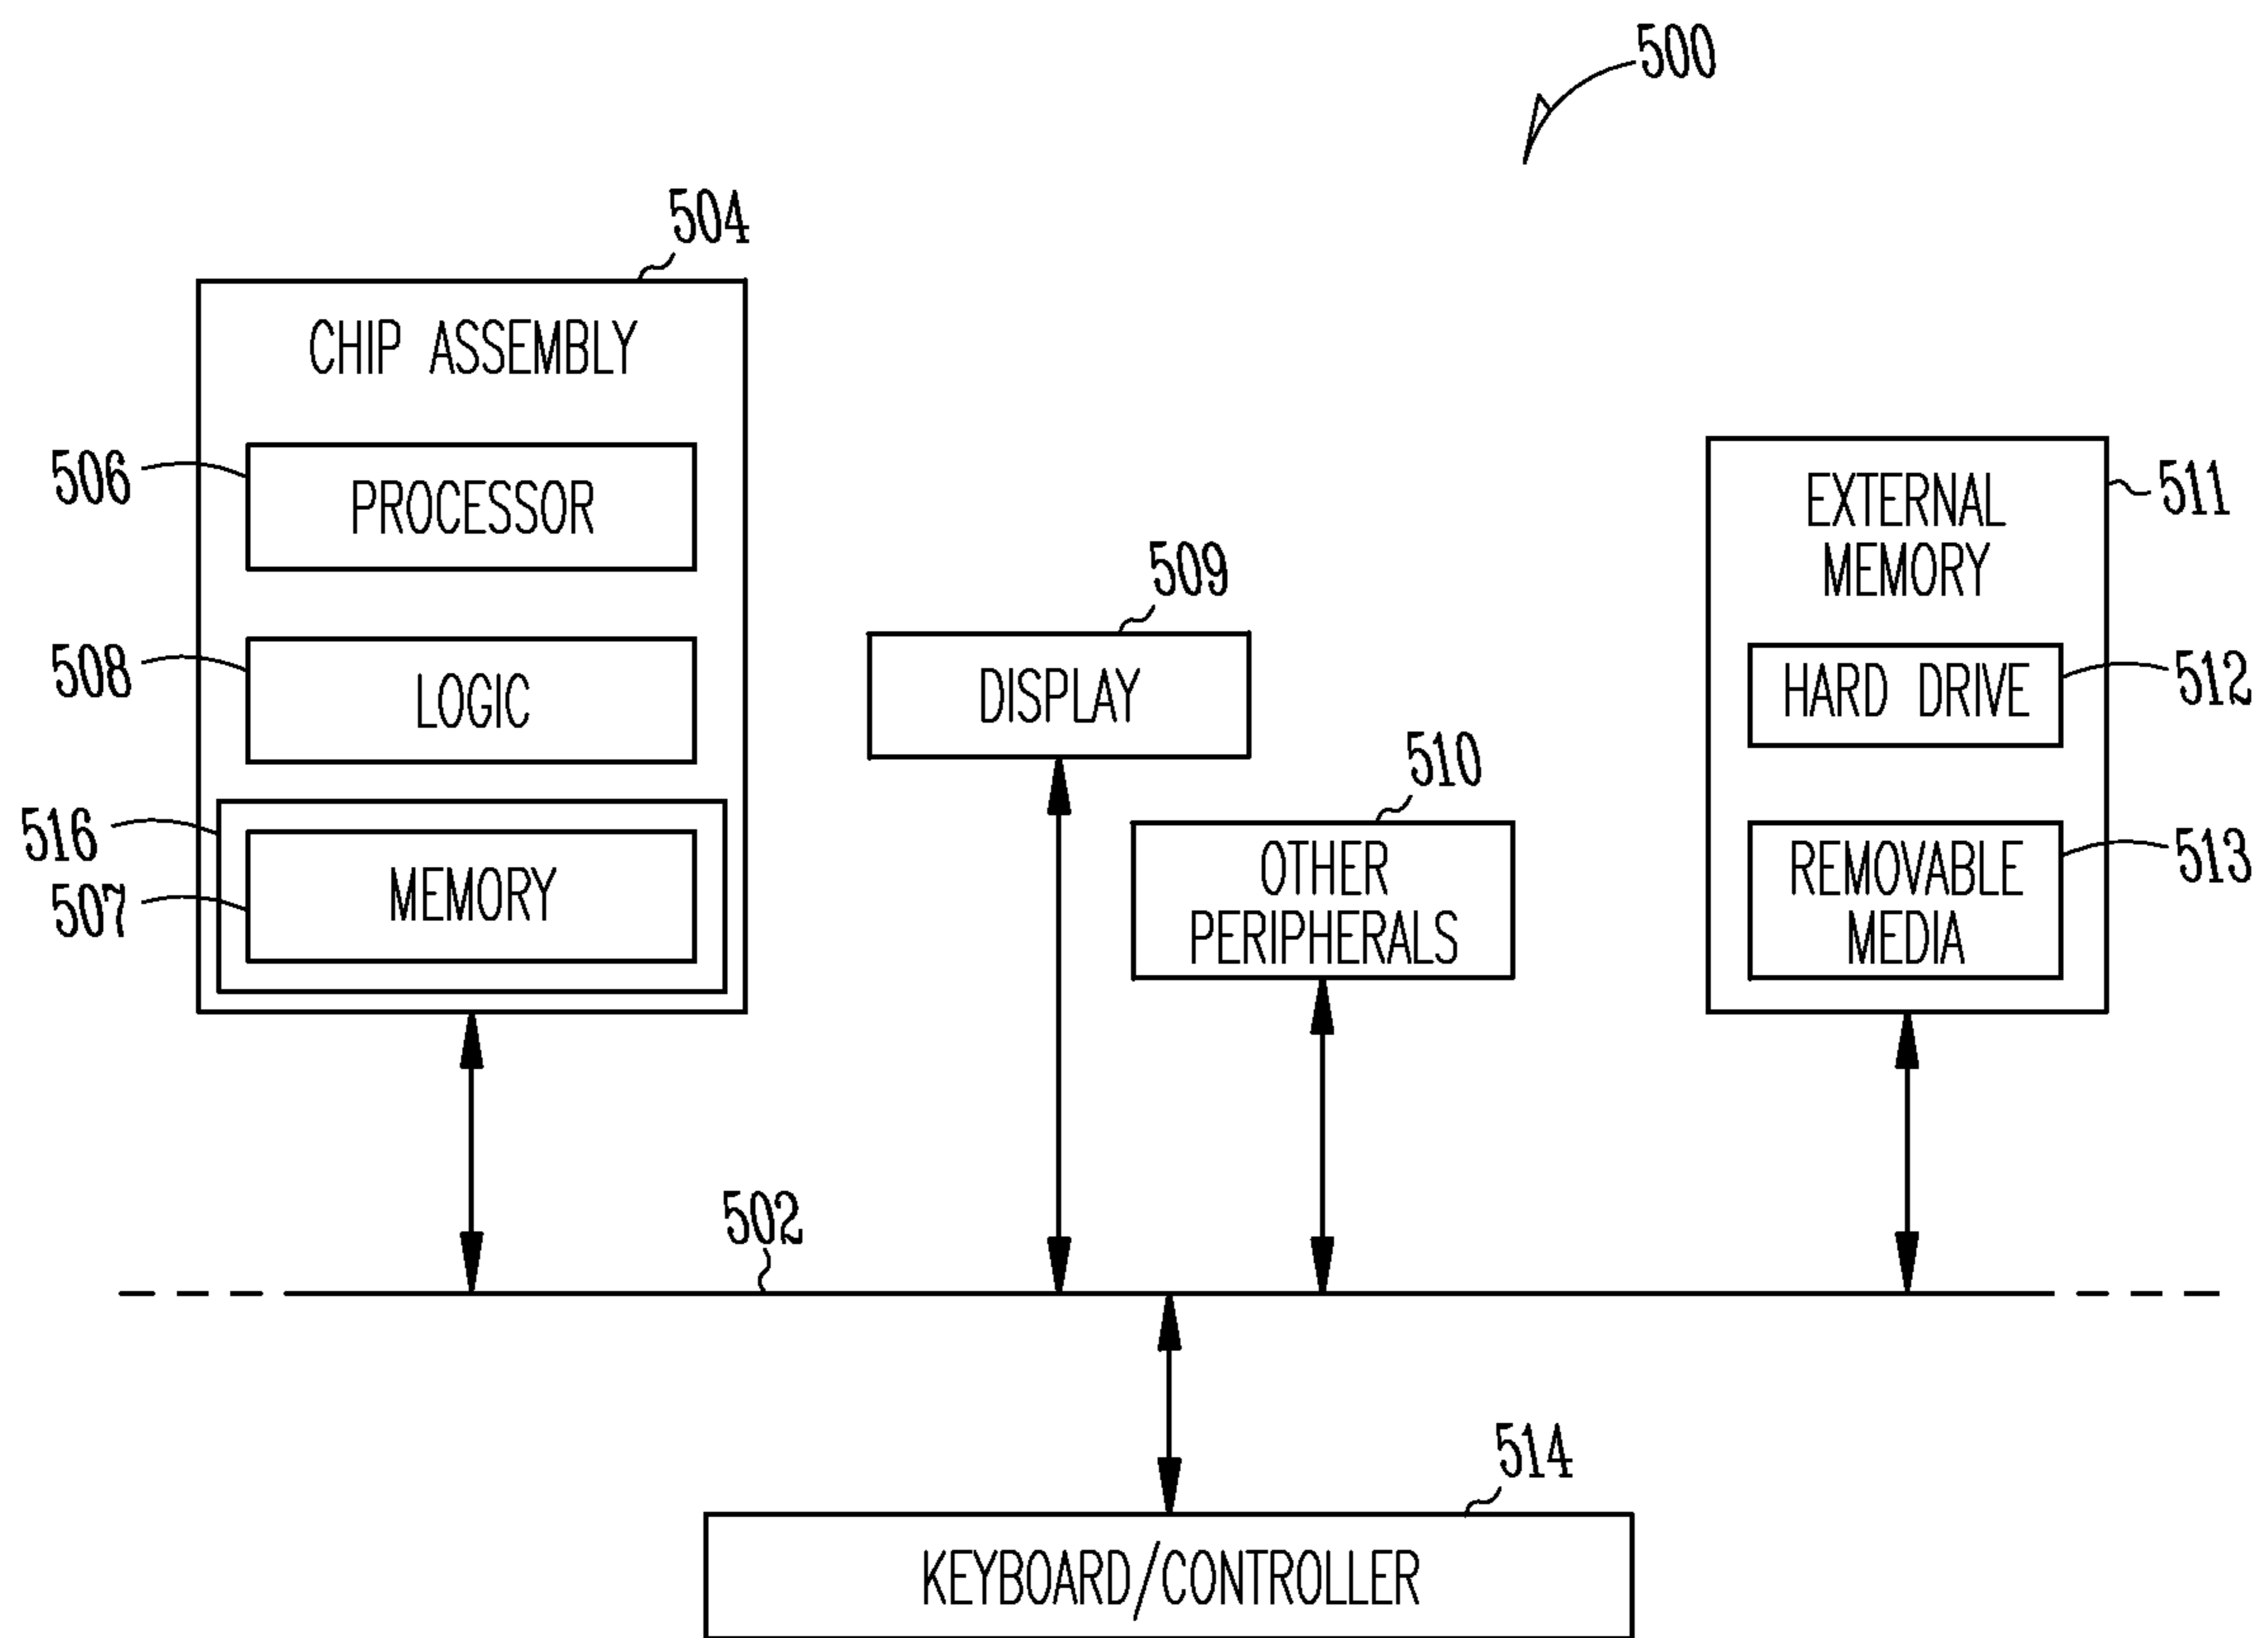 500
504
CHIP ASSEMBLY
506
PROCESSOR
508
LOGIC
516
507
MEMORY
509
DISPLAY
510
OTHER
PERIPHERALS
511
EXTERNAL
MEMORY
512
HARD DRIVE
513
REMOVABLE
MEDIA
502
514
KEYBOARD/CONTROLLER